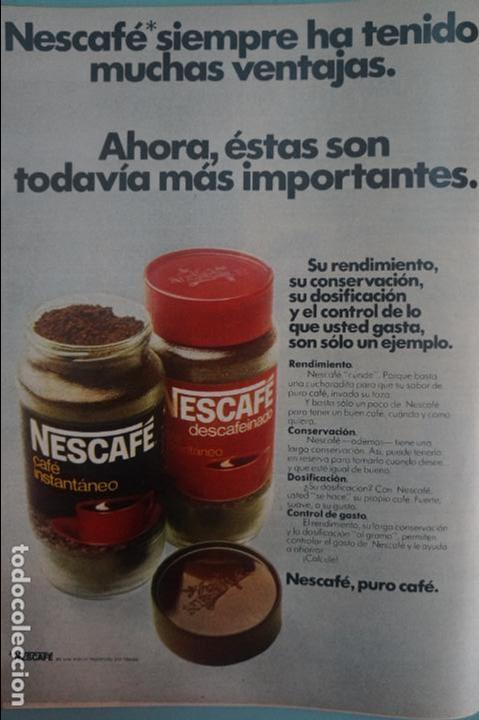 Nescafé* siempre ha tenido
muchas ventajas.
Ahora, éstas son
todavía más importantes.
Su rendimiento,
su conservación,
su dosificación
y el control de lo
que usted gasta,
son sólo un ejemplo.
Rendimiento.
Nescafé "cunde". Porque basta
una cucharadita para que su sabor de
puro café, invada su taza.
Y basta sólo un poco de Nescafé
para tener un buen café, cuándo y como
quiera.
Conservación.
Nescafé —además— tiene una
larga conservación. Así, puede tenerlo
en reserva para tomarlo cuando desee
y que esté igual de bueno.
Dosificación.
¿Su dosificación? Con Nescafé,
usted "se hace" su propio café. Fuerte,
suave, a su gusto.
Control de gasto.
El rendimiento, su larga conservación
y la dosificación "al gramo", permiten
controlar el gasto de Nescafé y le ayuda
a ahorrar.
¡Calcule!
Nescafé, puro café.
NESCAFÉ
café
instantáneo
NESCAFÉ
descafeinado
instantáneo
todocoleccion.net